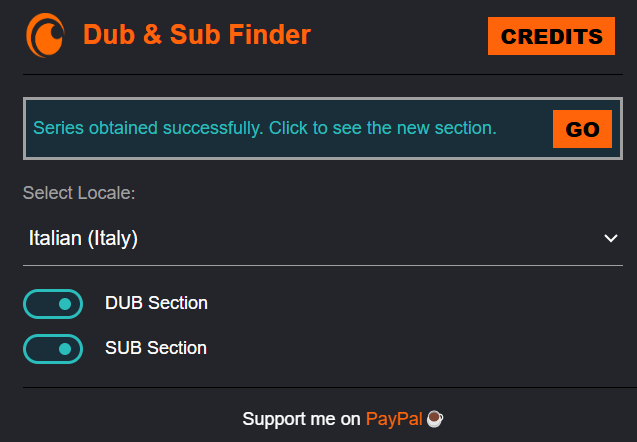 Dub & Sub Finder
CREDITS
Series obtained successfully. Click to see the new section.
GO
Select Locale:
Italian (Italy)
DUB Section
SUB Section
Support me on PayPal